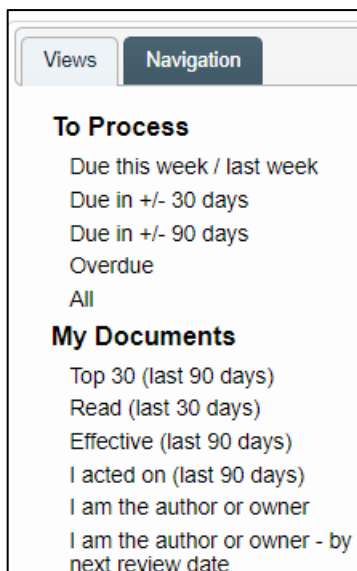 Views Navigation
To Process
Due this week / last week
Due in +/- 30 days
Due in +/- 90 days
Overdue
All
My Documents
Top 30 (last 90 days)
Read (last 30 days)
Effective (last 90 days)
I acted on (last 90 days)
I am the author or owner
I am the author or owner - by
next review date